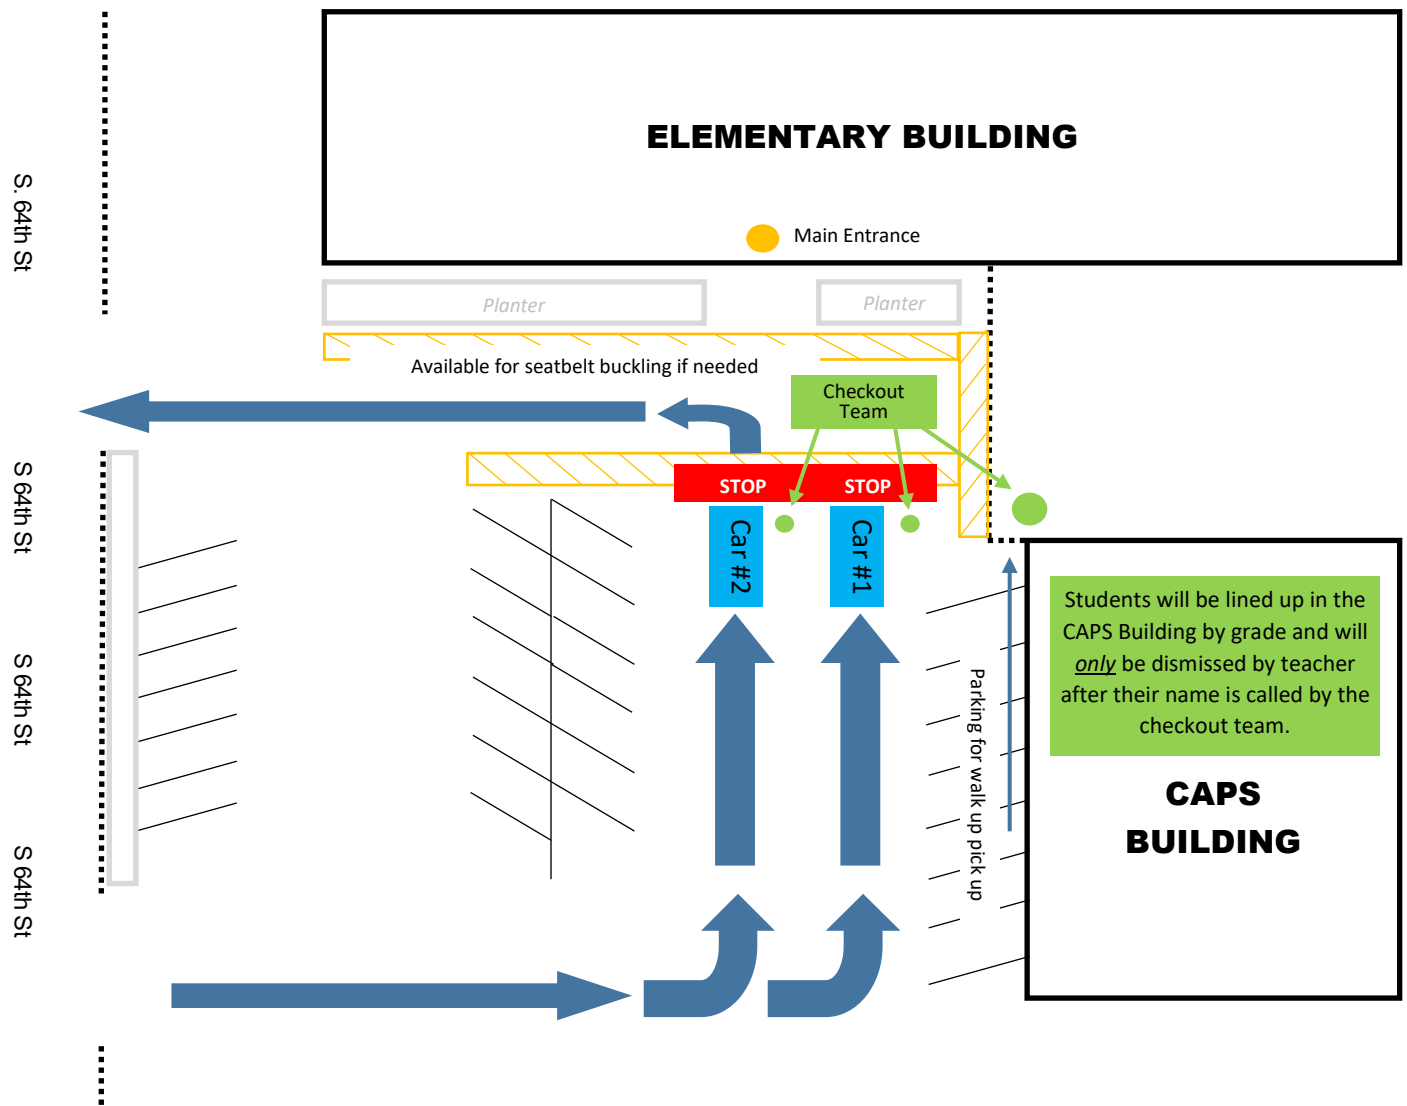 ELEMENTARY BUILDING
Main Entrance
S. 64th St
Planter
Planter
Available for seatbelt buckling if needed
Checkout
Team
STOP
STOP
S 64th St
Car #2
Car #1
Students will be lined up in the
CAPS Building by grade and will
only be dismissed by teacher
after their name is called by the
checkout team.
S 64th St
Parking for walk up pick up
CAPS
BUILDING
S 64th St